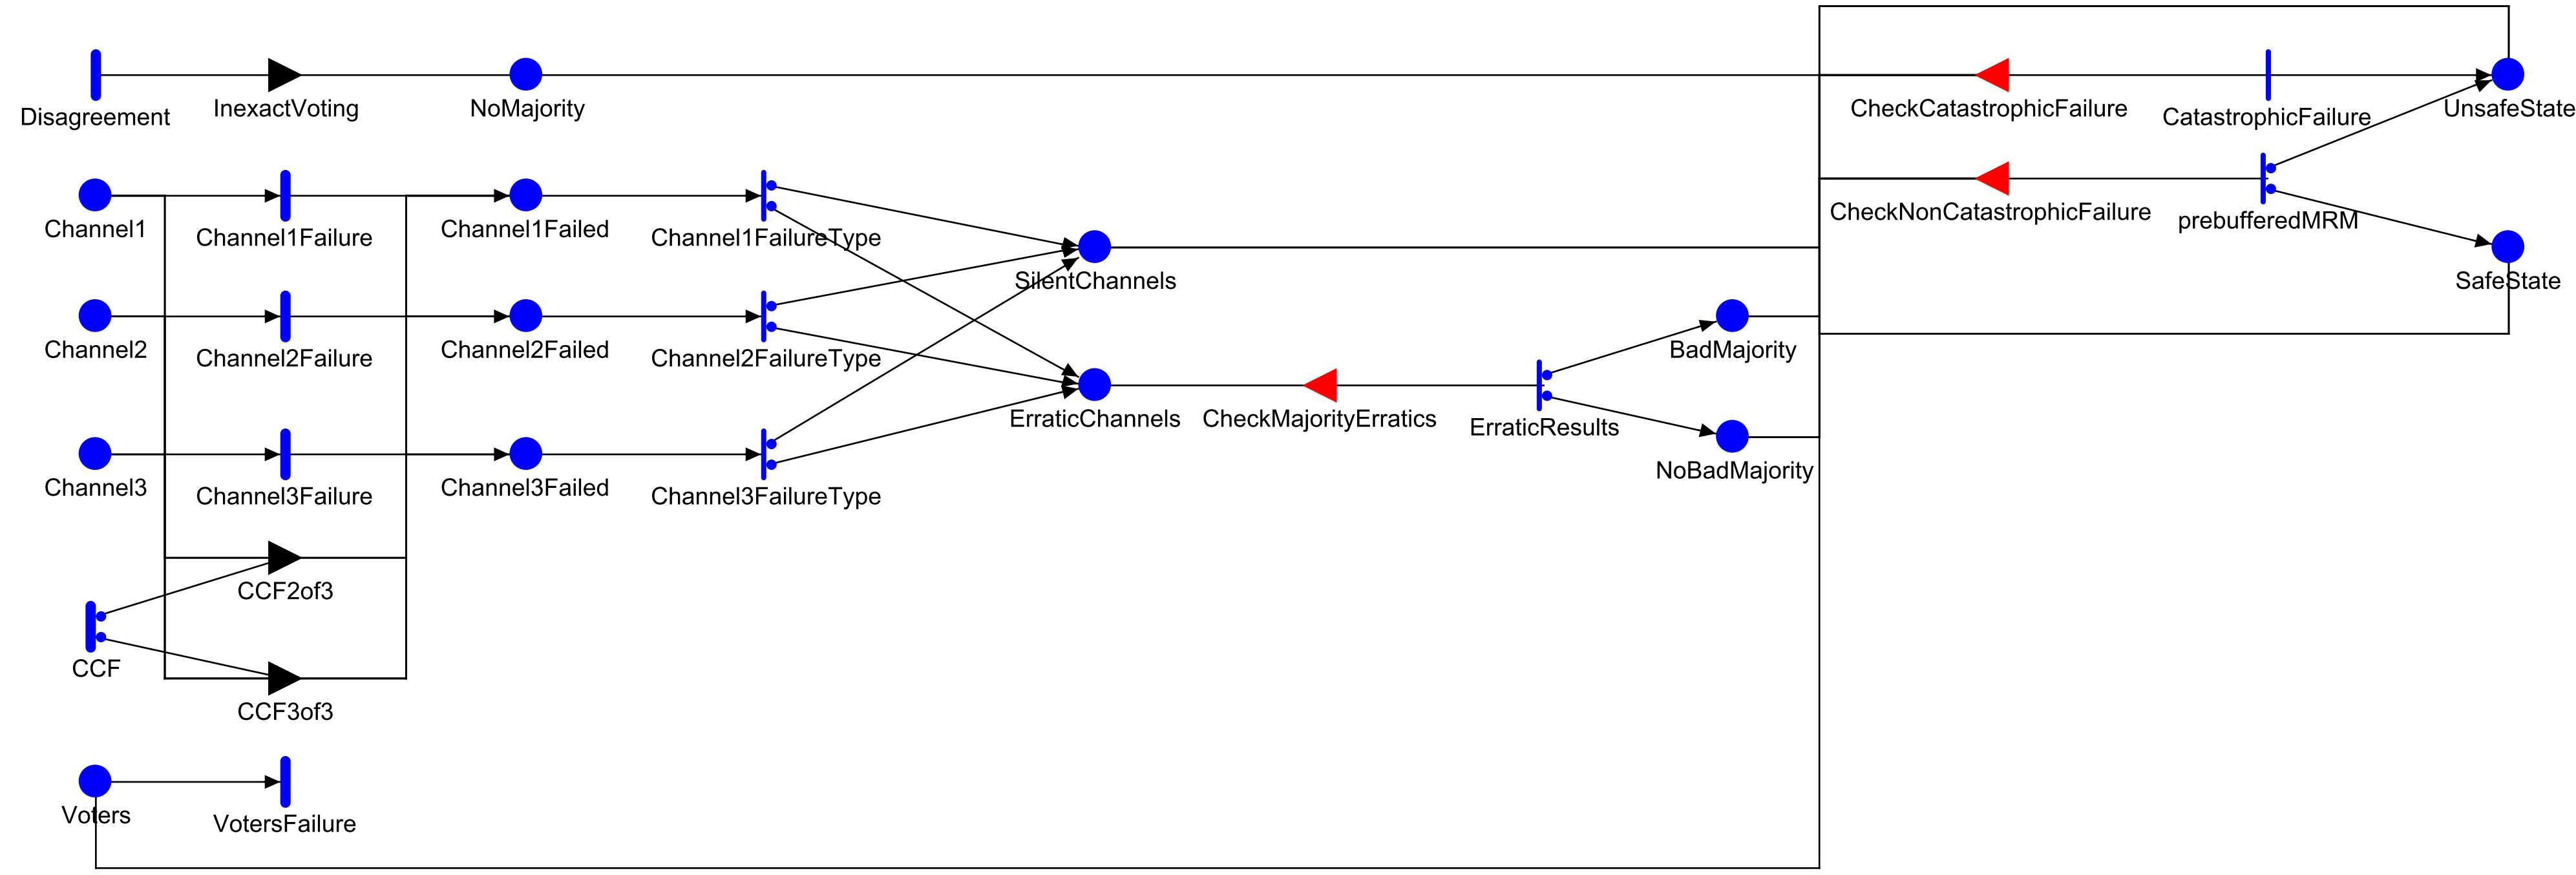 Disagreement
InexactVoting
NoMajority
CheckCatastrophicFailure
CatastrophicFailure
UnsafeState
Channel1
Channel1Failure
Channel1Failed
Channel1FailureType
CheckNonCatastrophicFailure
prebufferedMRM
SilentChannels
SafeState
Channel2
Channel2Failure
Channel2Failed
Channel2FailureType
BadMajority
ErraticChannels
CheckMajorityErratics
ErraticResults
NoBadMajority
Channel3
Channel3Failure
Channel3Failed
Channel3FailureType
CCF2of3
CCF
CCF3of3
Voters
VotersFailure